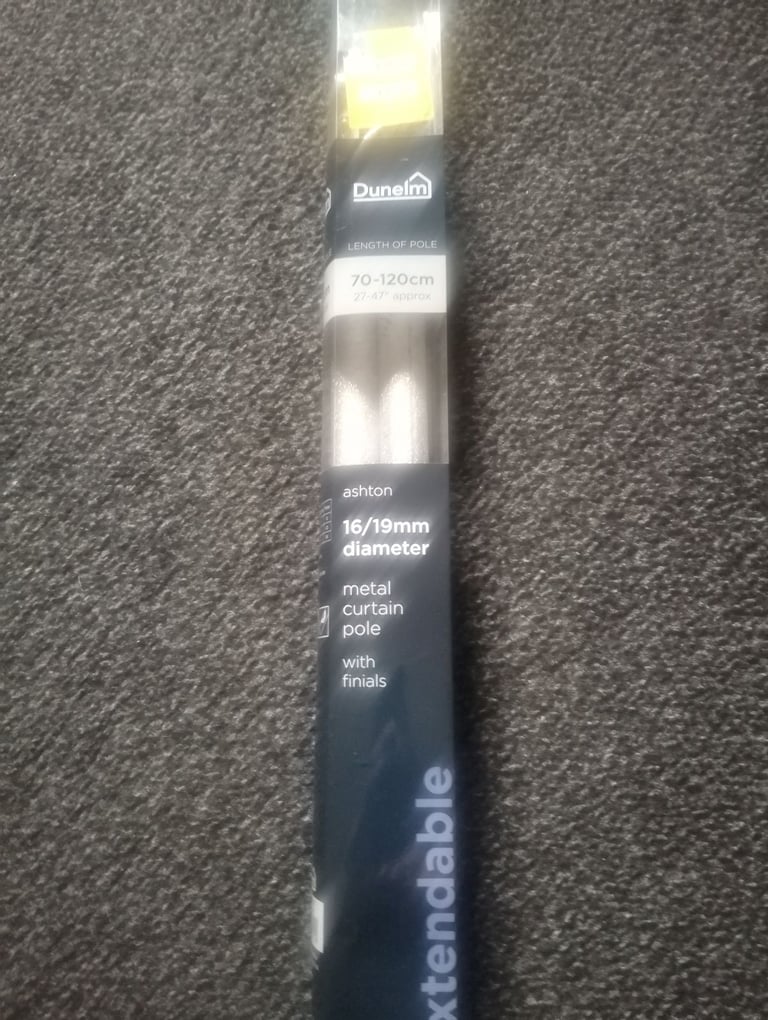 Dunelm
LENGTH OF POLE
70-120cm
27-47" approx
ashton
16/19mm
diameter
metal
curtain
pole
with
finials
xtendable